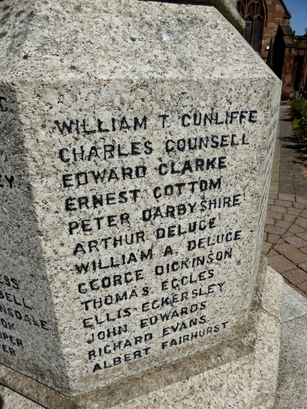 WILLIAM T CUNLIFFE
CHARLES COUNSELL
EDWARD CLARKE
ERNEST COTTOM
PETER DARBYSHIRE
ARTHUR DELUCE
WILLIAM A. DELUCE
GEORGE DICKINSON
THOMAS ECCLES
ELLIS ECKERSLEY
JOHN EDWARDS
RICHARD EVANS
ALBERT FAIRHURST